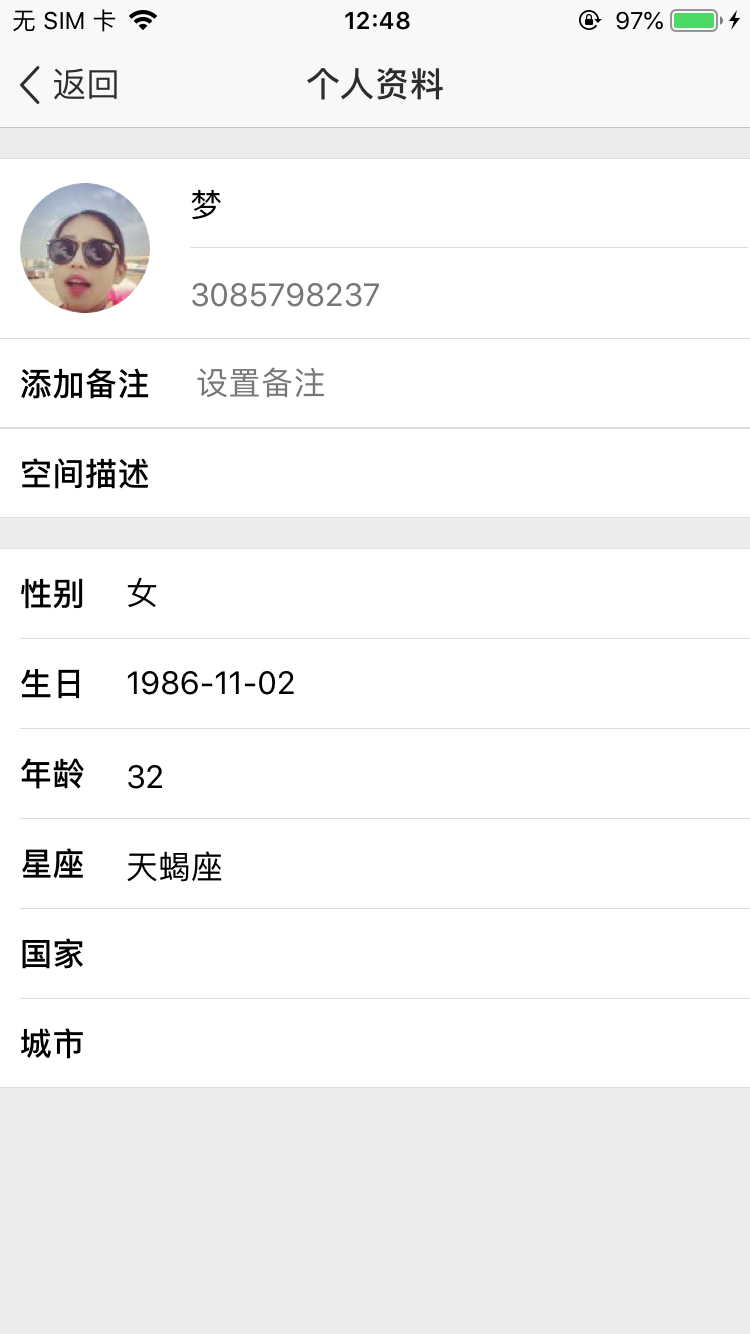 无 SIM 卡 12:48 97%
返回 个人资料
梦
3085798237
添加备注 设置备注
空间描述
性别 女
生日 1986-11-02
年龄 32
星座 天蝎座
国家
城市